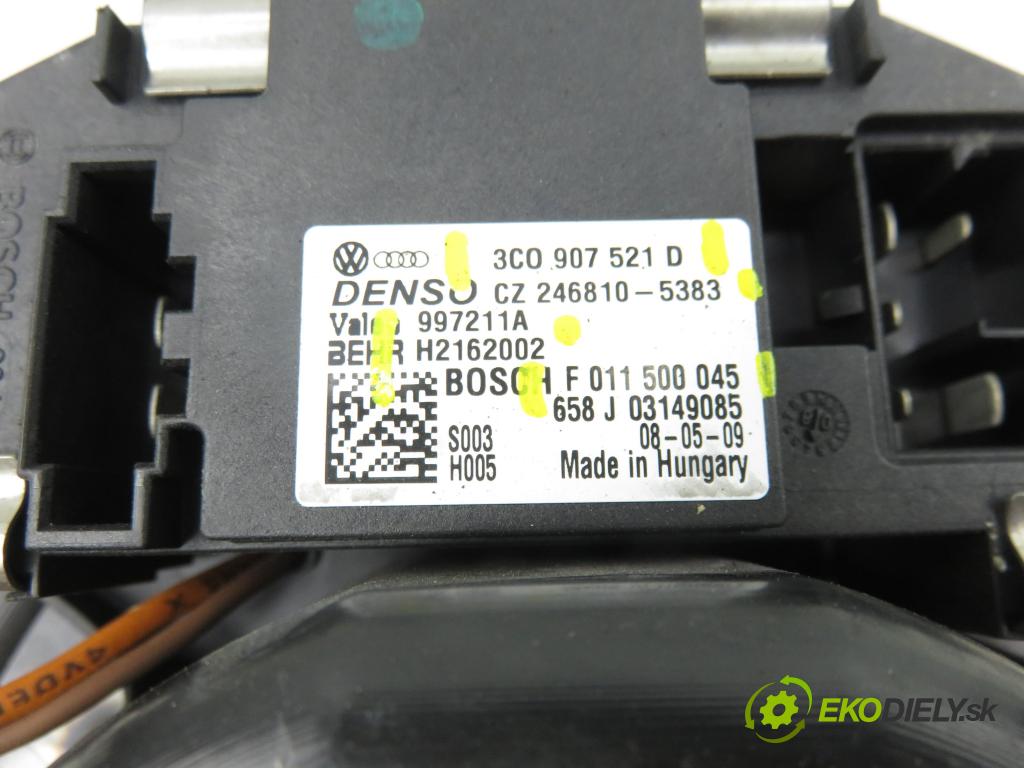 3C0 907 521 D
DENSO CZ 246810-5383
Valeo 997211A
BEHR H2162002
BOSCH F 011 500 045
658 J 03149085
S003 08-05-09
H005 Made in Hungary
BOSCH
EKODIELY.sk